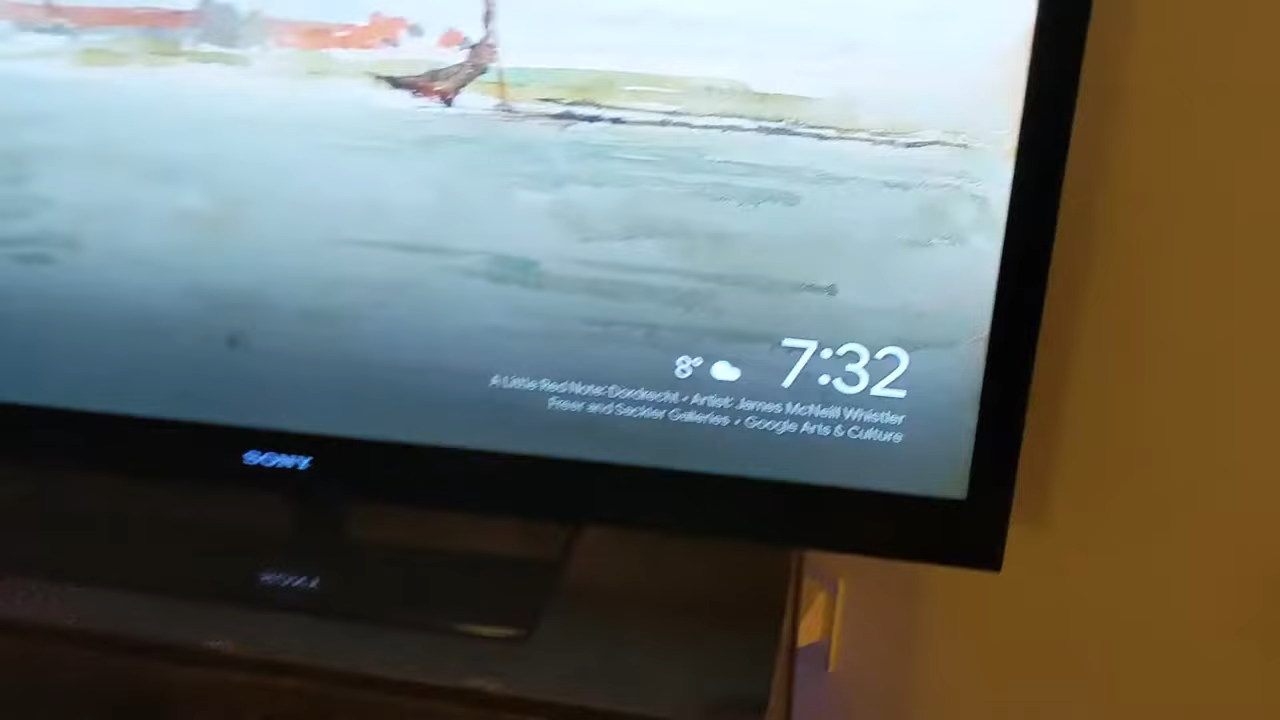 8° 7:32
A Little Red Note: Dordrecht • Artist: James McNeill Whistler
Freer and Sackler Galleries • Google Arts & Culture
SONY